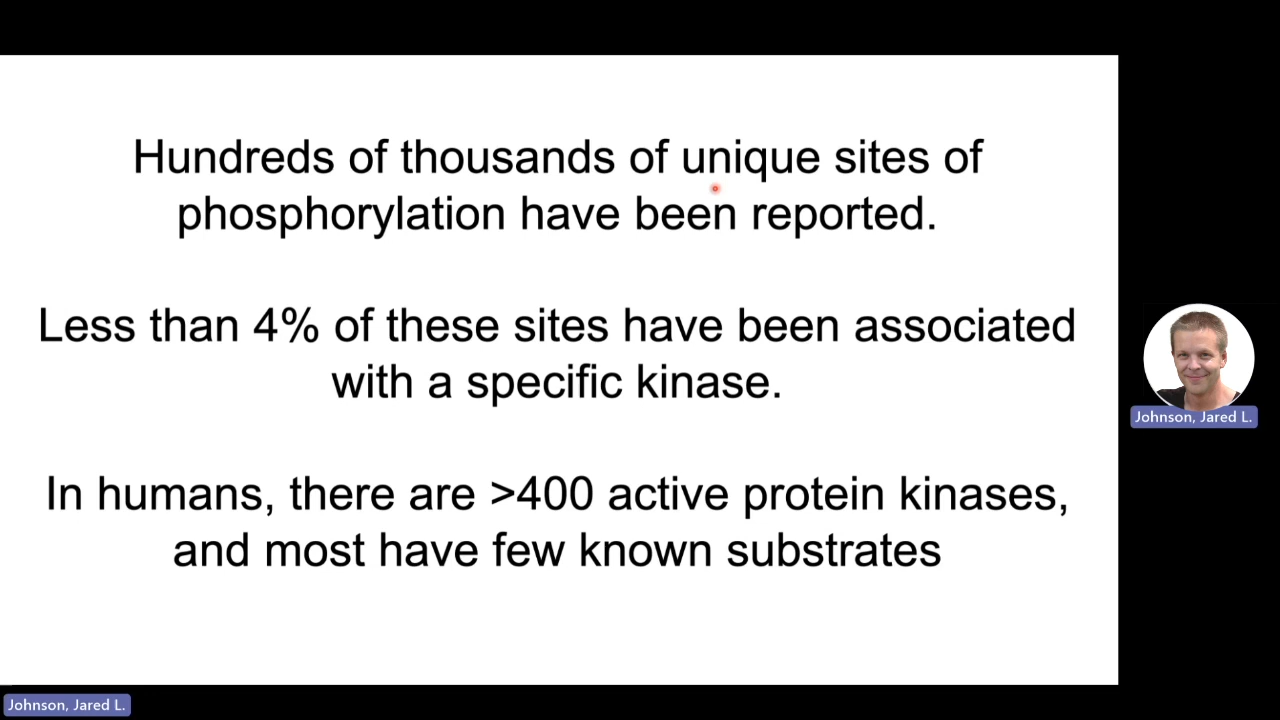 Hundreds of thousands of unique sites of
phosphorylation have been reported.
Less than 4% of these sites have been associated
with a specific kinase.
In humans, there are >400 active protein kinases,
and most have few known substrates
Johnson, Jared L.
Johnson, Jared L.